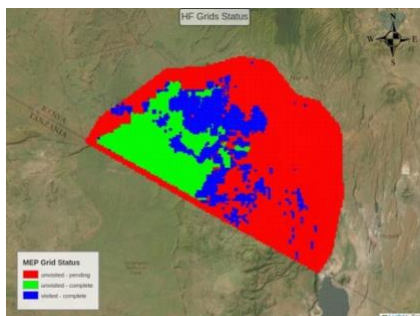 HF Grids Status
N
W
E
S
KENYA
TANZANIA
MEP Grid Status
unvisited - pending
unvisited - complete
visited - complete